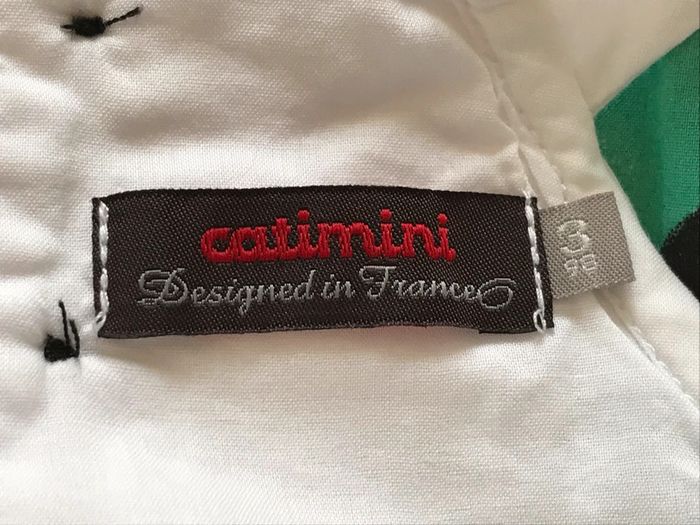 catimini
Designed in France
3
98